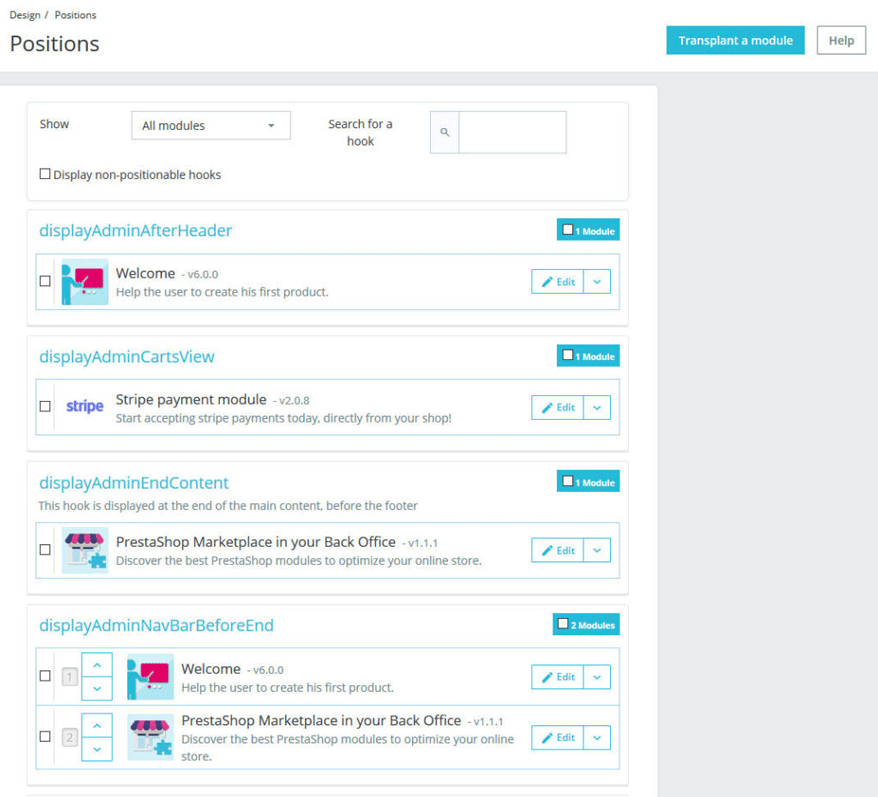 Design / Positions
Positions
Transplant a module
Help
Show
All modules
Search for a
hook
Display non-positionable hooks
displayAdminAfterHeader
1 Module
Welcome - v6.0.0
Help the user to create his first product.
Edit
displayAdminCartsView
1 Module
stripe
Stripe payment module - v2.0.8
Start accepting stripe payments today, directly from your shop!
Edit
displayAdminEndContent
1 Module
This hook is displayed at the end of the main content, before the footer
PrestaShop Marketplace in your Back Office - v1.1.1
Discover the best PrestaShop modules to optimize your online store.
Edit
displayAdminNavBarBeforeEnd
2 Modules
1
Welcome - v6.0.0
Help the user to create his first product.
Edit
2
PrestaShop Marketplace in your Back Office - v1.1.1
Discover the best PrestaShop modules to optimize your online
store.
Edit